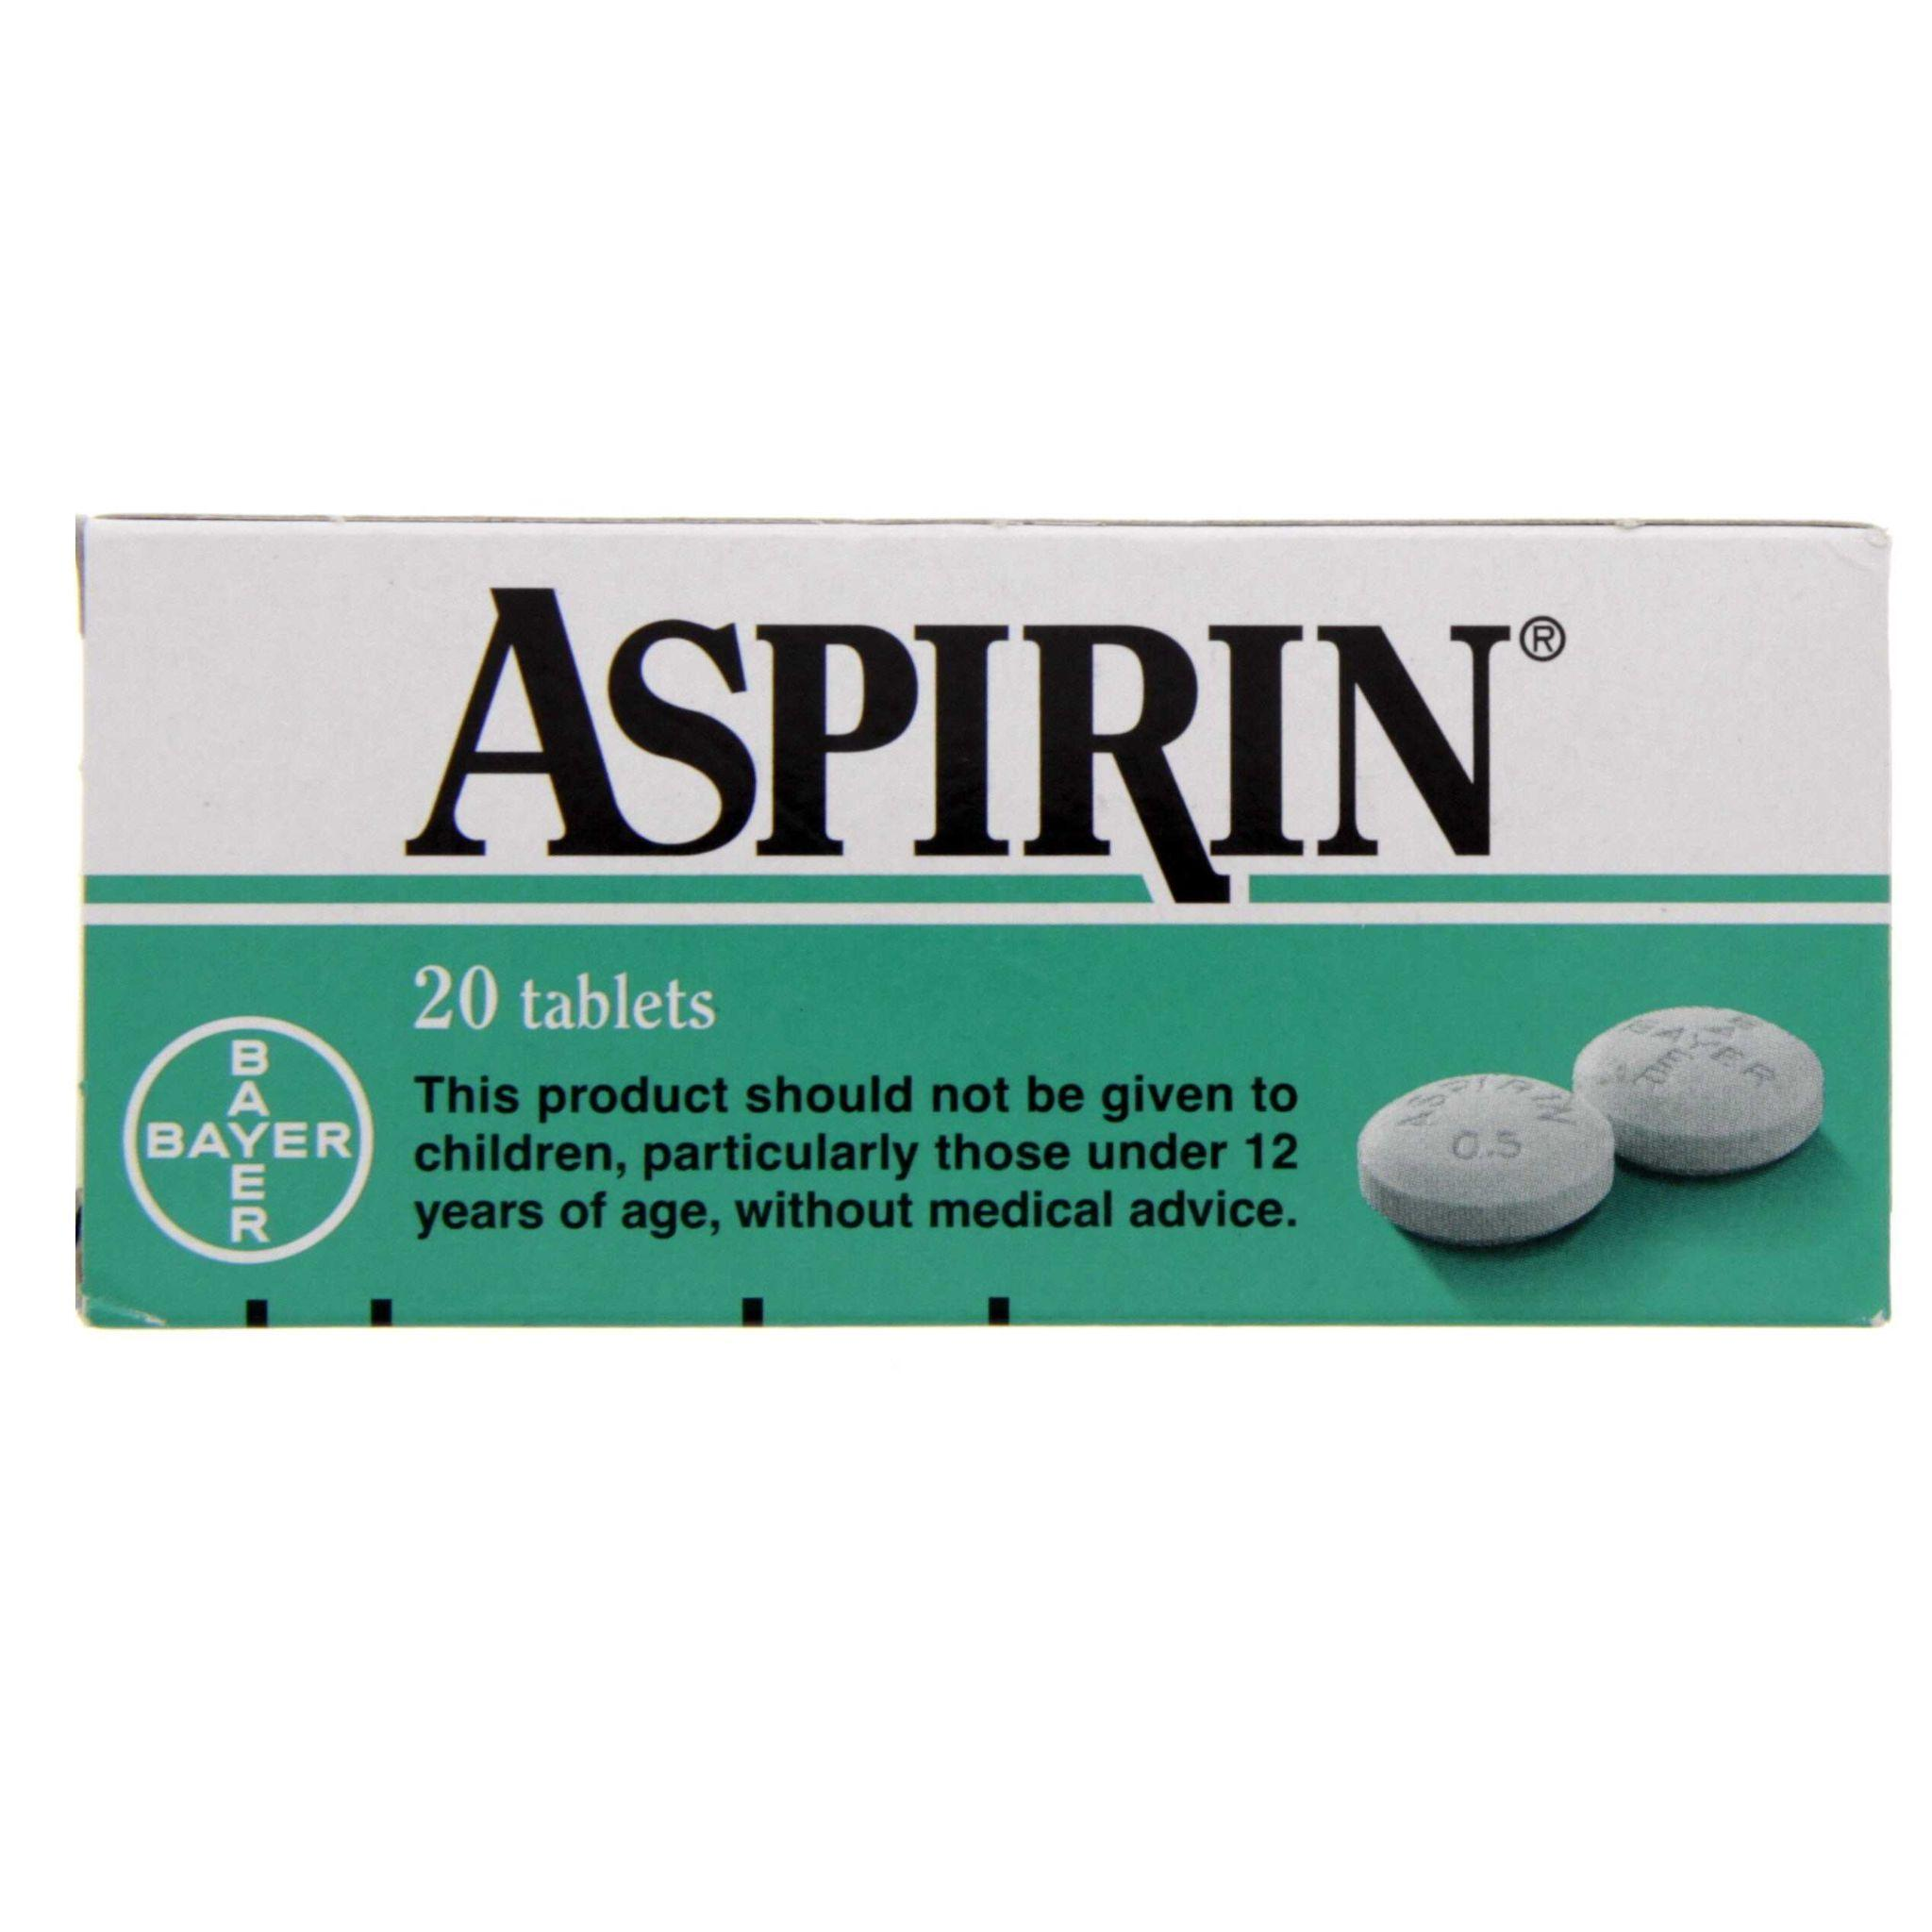 ASPIRIN®
20 tablets
BAYER
BAYER
This product should not be given to
children, particularly those under 12
years of age, without medical advice.
ASPIRIN
0.5
BAYER